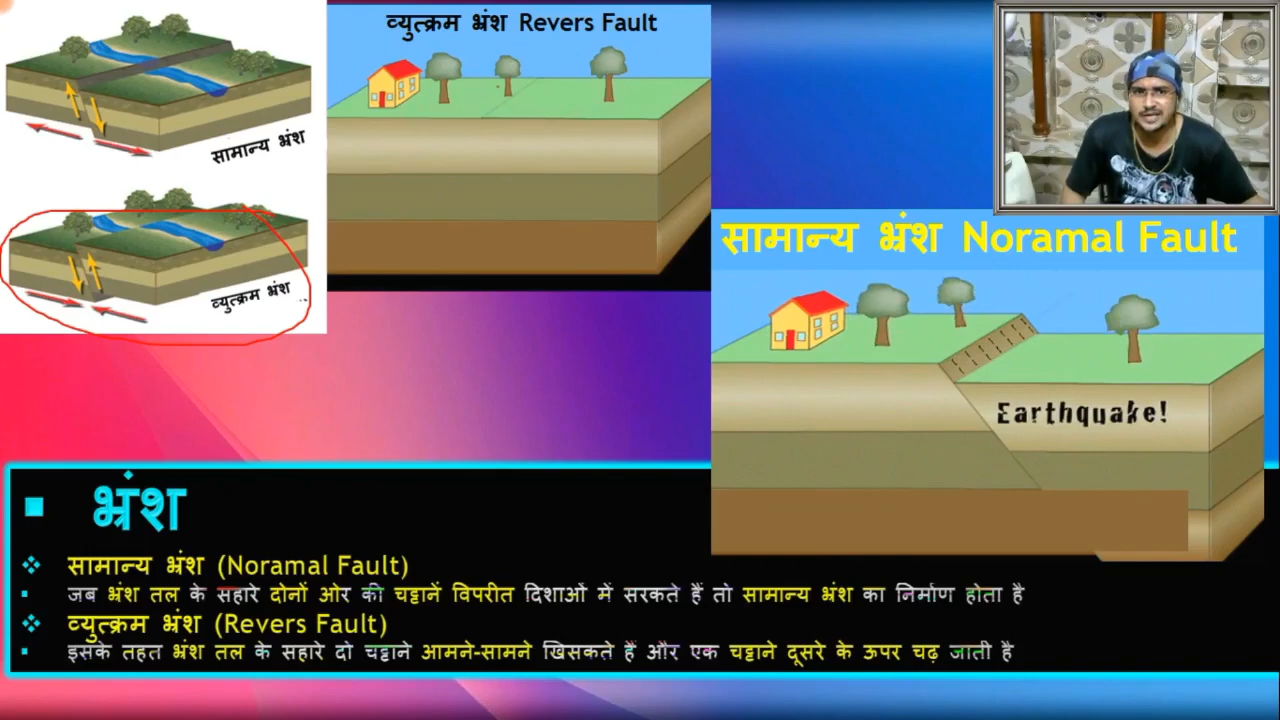 सामान्य भ्रंश
व्युत्क्रम भ्रंश
व्युत्क्रम भ्रंश Revers Fault
सामान्य भ्रंश Noramal Fault
Earthquake!
भ्रंश
सामान्य भ्रंश (Noramal Fault)
जब भ्रंश तल के सहारे दोनों ओर की चट्टानें विपरीत दिशाओं में सरकते हैं तो सामान्य भ्रंश का निर्माण होता है
व्युत्क्रम भ्रंश (Revers Fault)
इसके तहत भ्रंश तल के सहारे दो चट्टाने आमने-सामने खिसकते हैं और एक चट्टाने दूसरे के ऊपर चढ़ जाती है